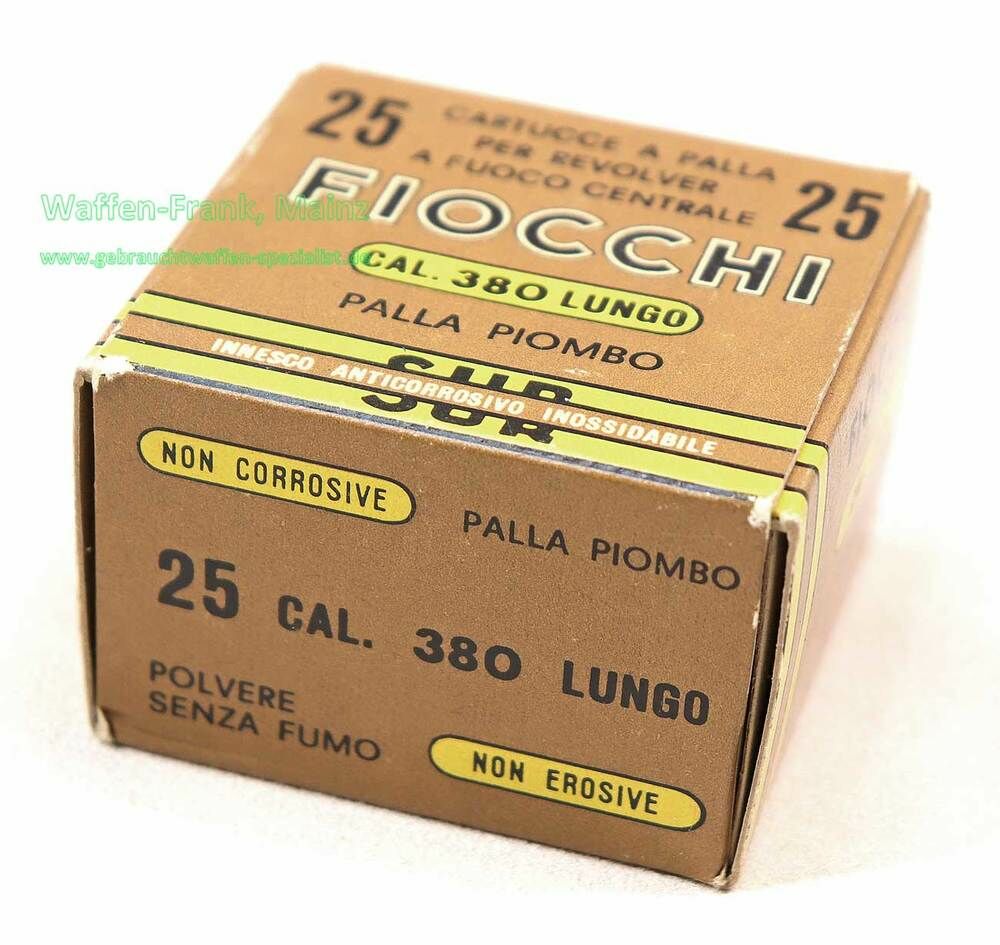 25
CARTUCCE A PALLA
PER REVOLVER
A FUOCO CENTRALE
25
FIOCCHI
CAL. 380 LUNGO
PALLA PIOMBO
SUR
INNESCO ANTICORROSIVO INOSSIDABILE
NON CORROSIVE
PALLA PIOMBO
25 CAL. 380 LUNGO
POLVERE
SENZA FUMO
NON EROSIVE
Waffen-Frank, Mainz
www.gebrauchtwaffen-spezialist.de